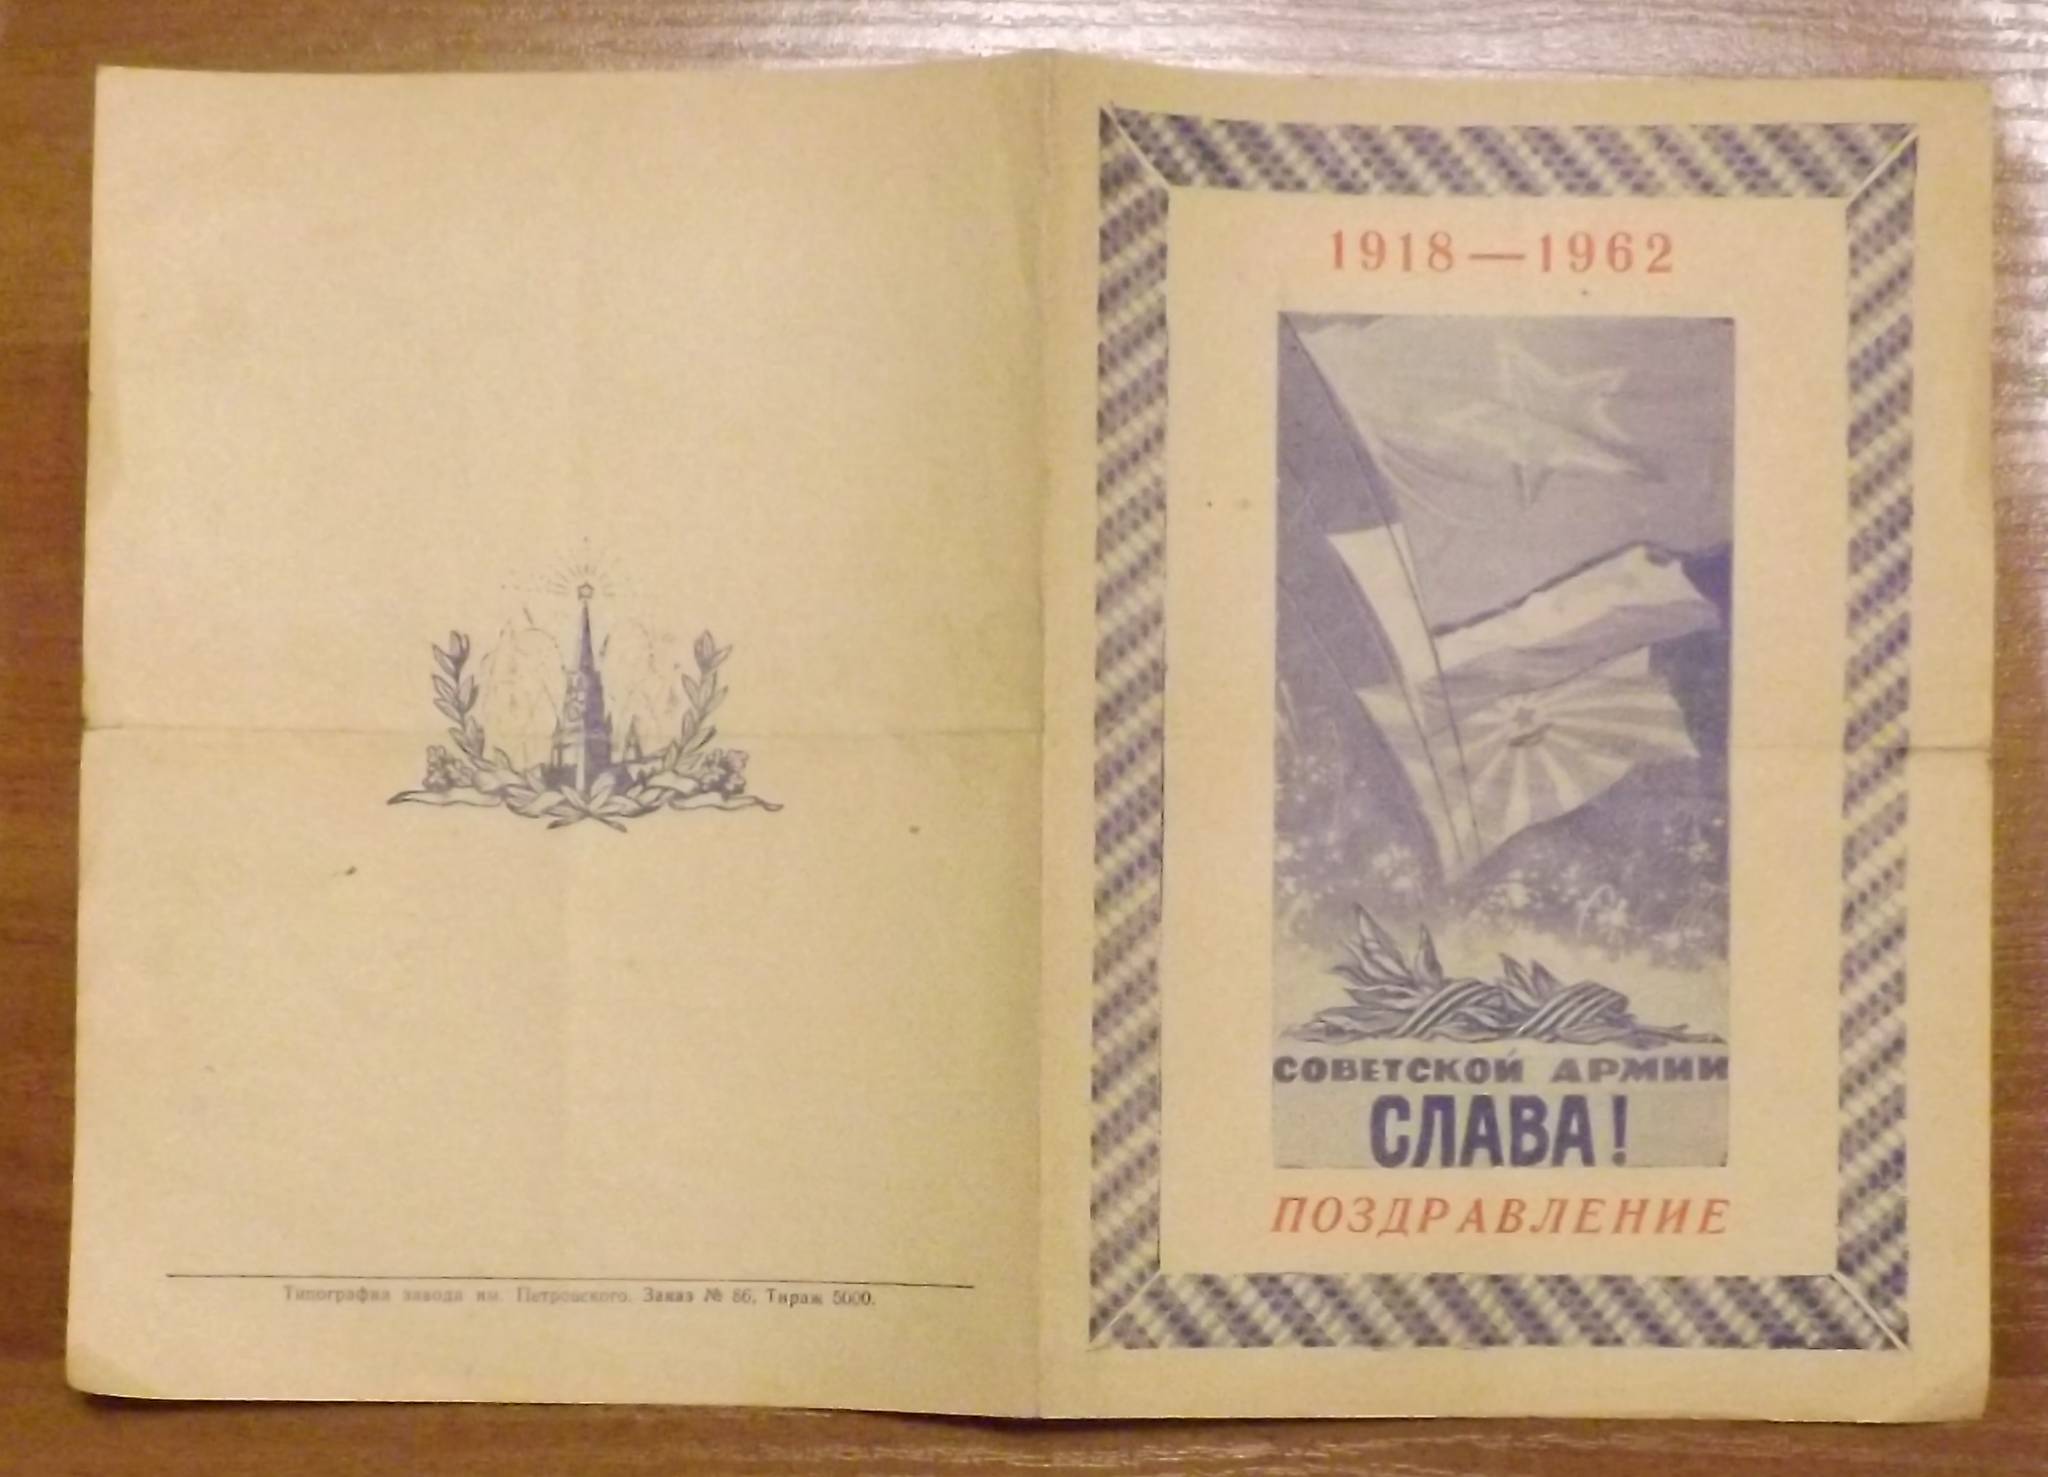 1918—1962
СОВЕТСКОЙ АРМИИ
СЛАВА!
ПОЗДРАВЛЕНИЕ
Типография завода им. Петровского. Заказ № 86. Тираж 5000.